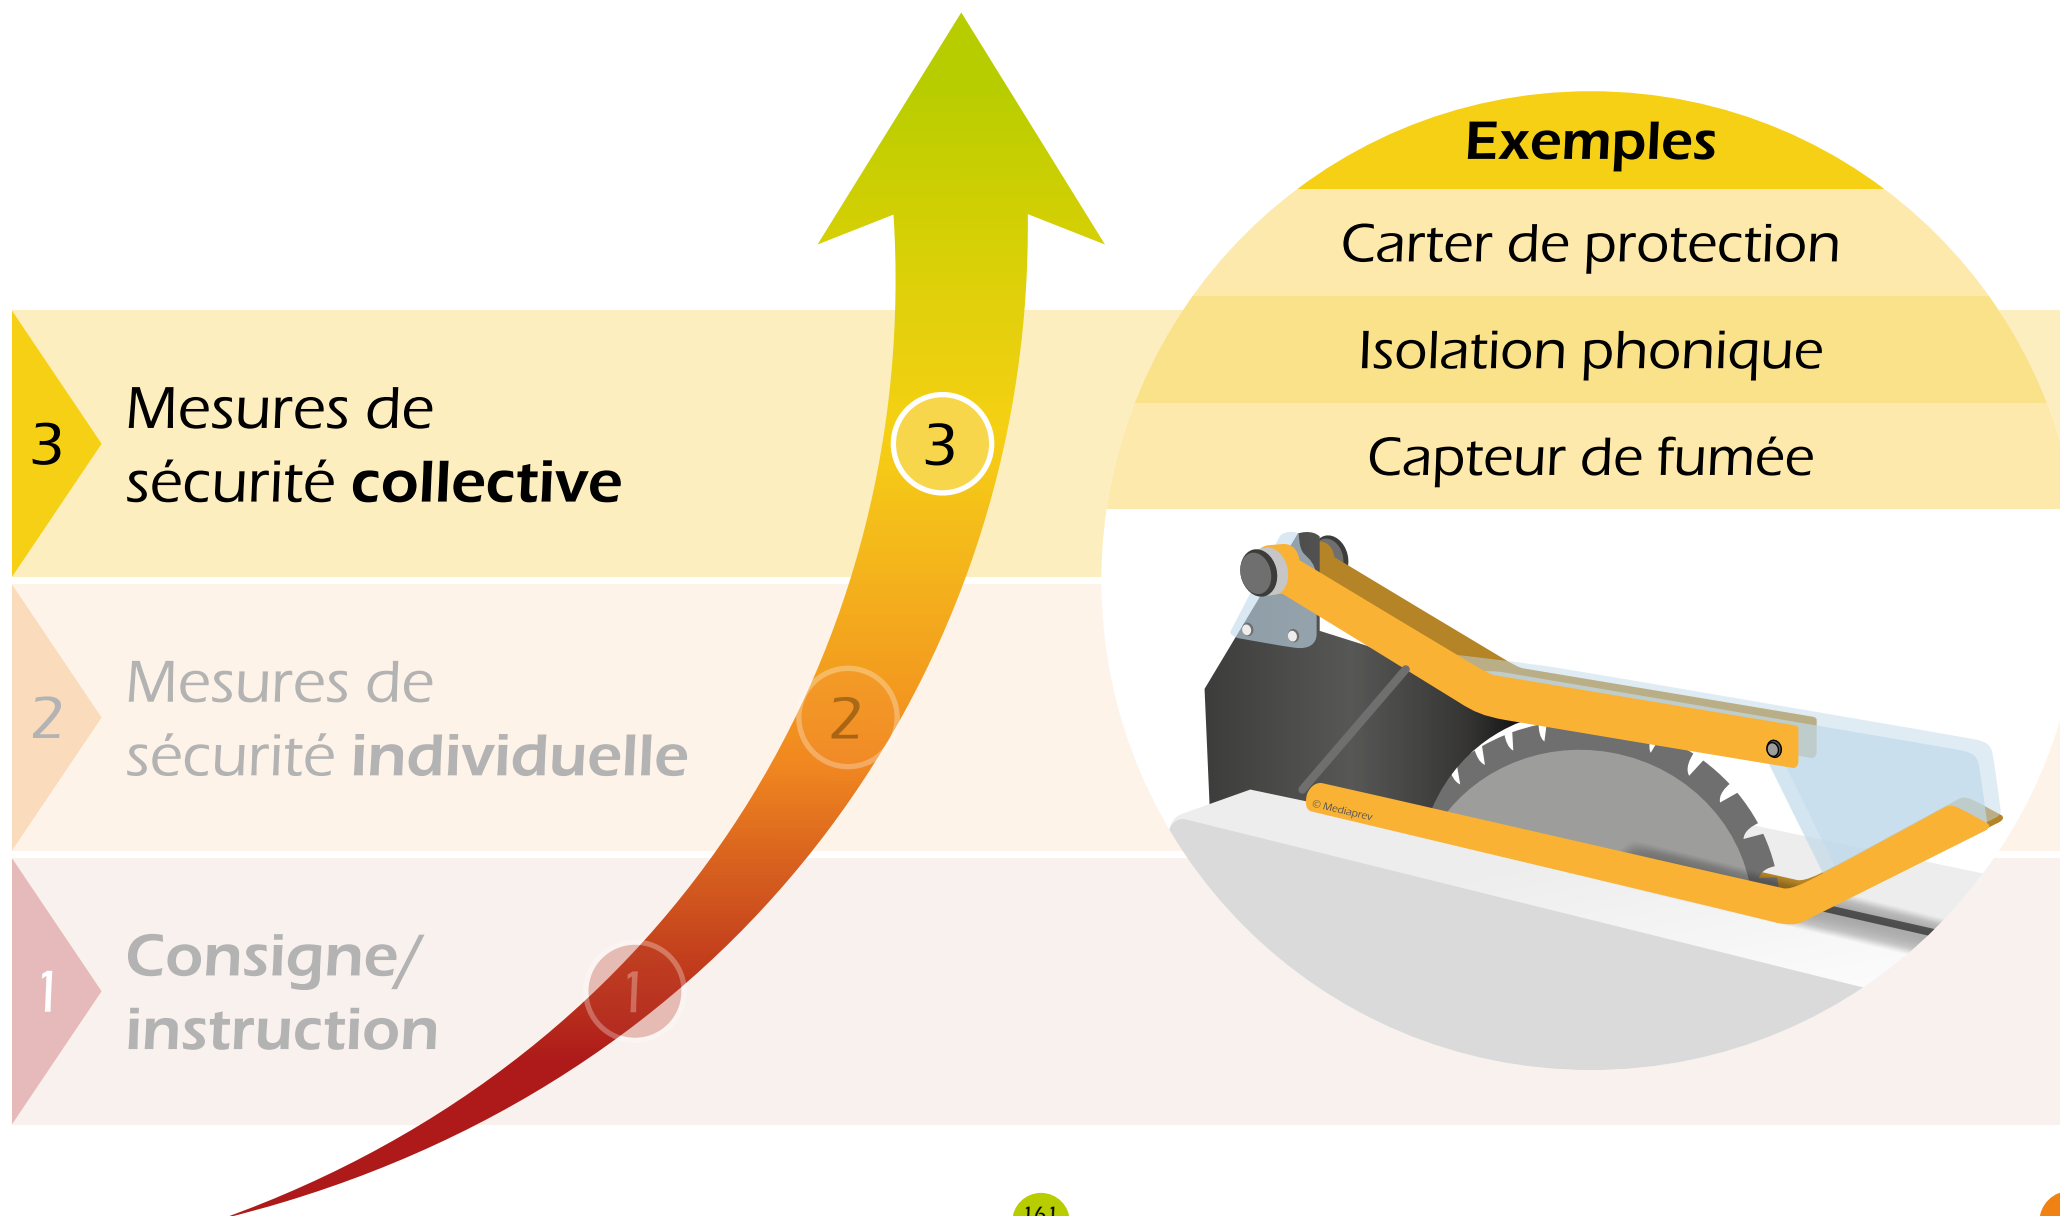 Exemples
Carter de protection
Isolation phonique
Capteur de fumée
3
Mesures de
sécurité collective
3
2
Mesures de
sécurité individuelle
2
1
Consigne/
instruction
1
© Mediaprev
161